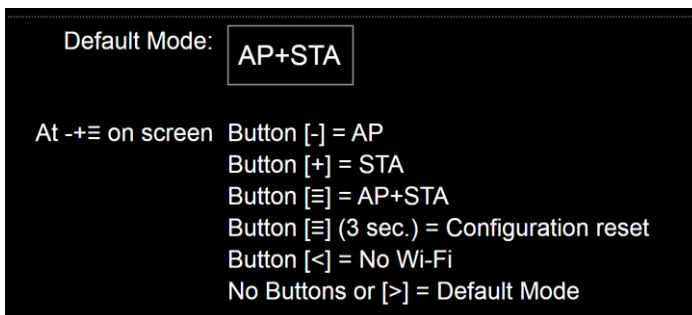 Default Mode: AP+STA
At -+≡ on screen Button [-] = AP
Button [+] = STA
Button [≡] = AP+STA
Button [≡] (3 sec.) = Configuration reset
Button [<] = No Wi-Fi
No Buttons or [>] = Default Mode